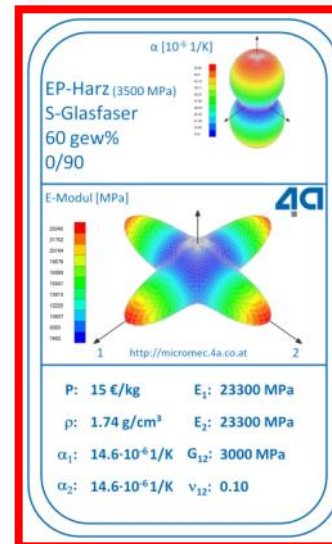 α [10⁻⁶ 1/K]
EP-Harz (3500 MPa)
S-Glasfaser
60 gew%
0/90
E-Modul [MPa]
4a
1 http://micromec.4a.co.at 2
P: 15 €/kg E₁: 23300 MPa
ρ: 1.74 g/cm³ E₂: 23300 MPa
α₁: 14.6·10⁻⁶ 1/K G₁₂: 3000 MPa
α₂: 14.6·10⁻⁶ 1/K ν₁₂: 0.10